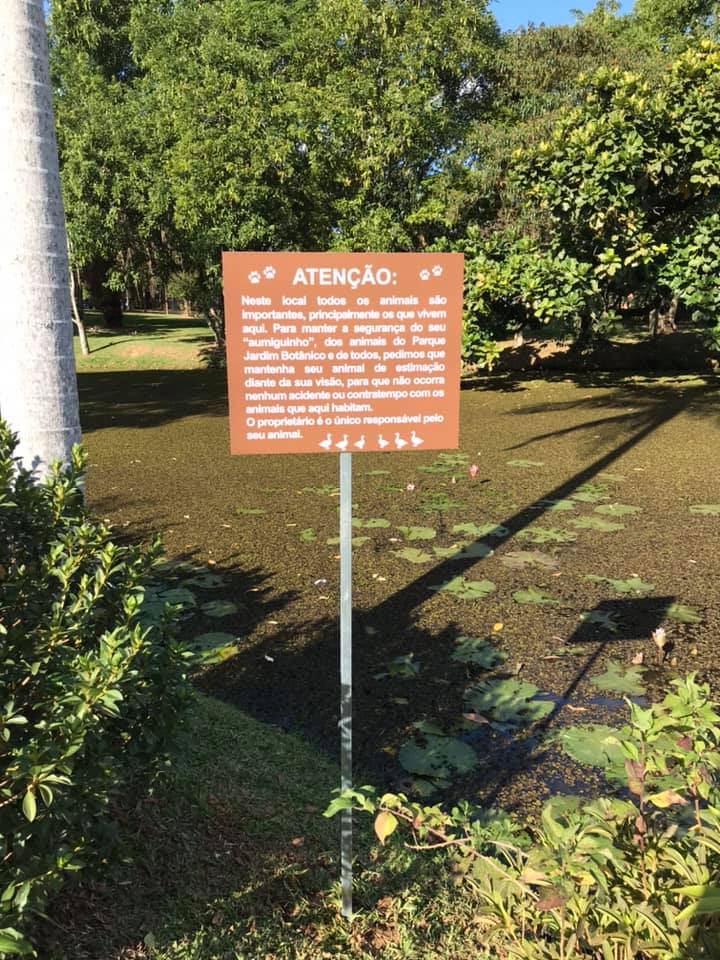 ATENÇÃO:
Neste local todos os animais são
importantes, principalmente os que vivem
aqui. Para manter a segurança do seu
"aumiguinho", dos animais do Parque
Jardim Botânico e de todos, pedimos que
mantenha seu animal de estimação
diante da sua visão, para que não ocorra
nenhum acidente ou contratempo com os
animais que aqui habitam.
O proprietário é o único responsável pelo
seu animal.